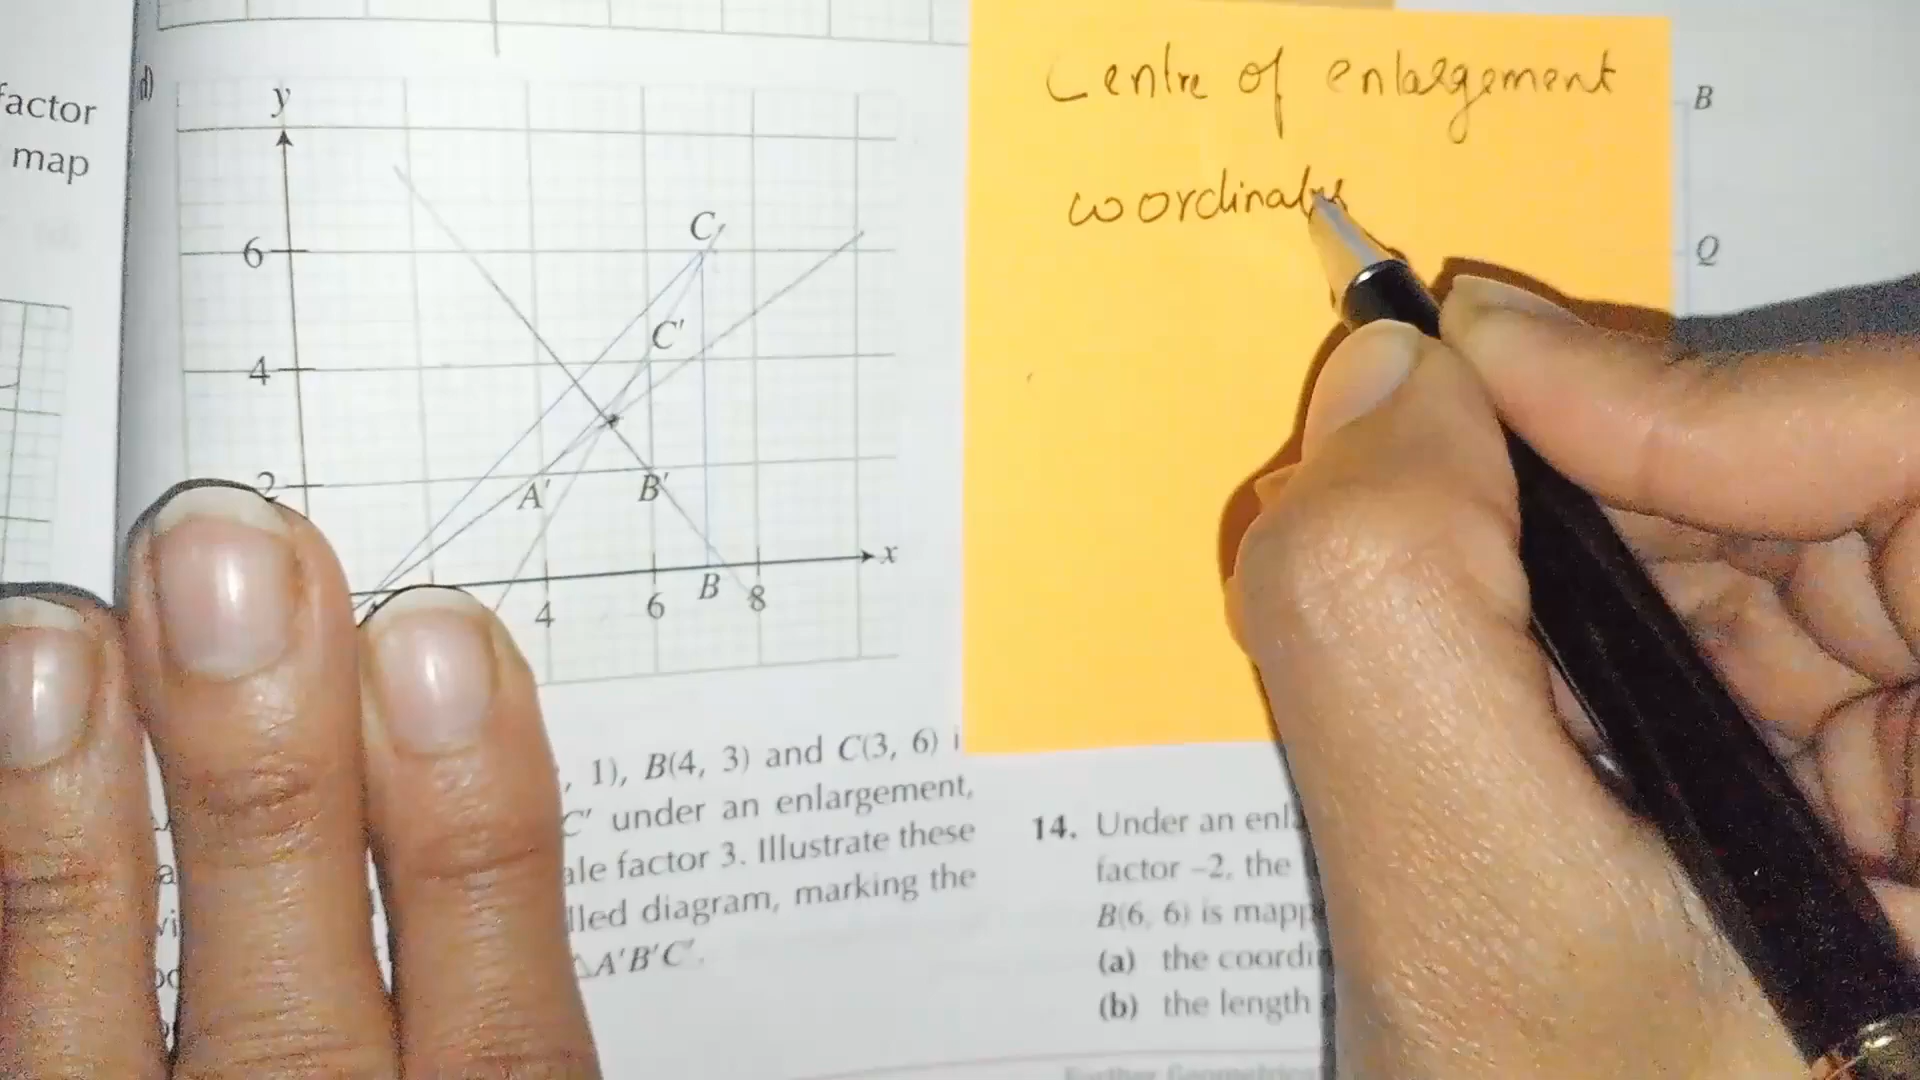 factor
map
d)
y
6
4
2
C
C'
A'
B'
x
4
6
B
8
Centre of enlargement
coordinates
B
Q
, 1), B(4, 3) and C(3, 6) i
C' under an enlargement,
ale factor 3. Illustrate these
lled diagram, marking the
△A'B'C'.
14. Under an enl
factor –2, the
B(6, 6) is mapp
(a) the coordin
(b) the length